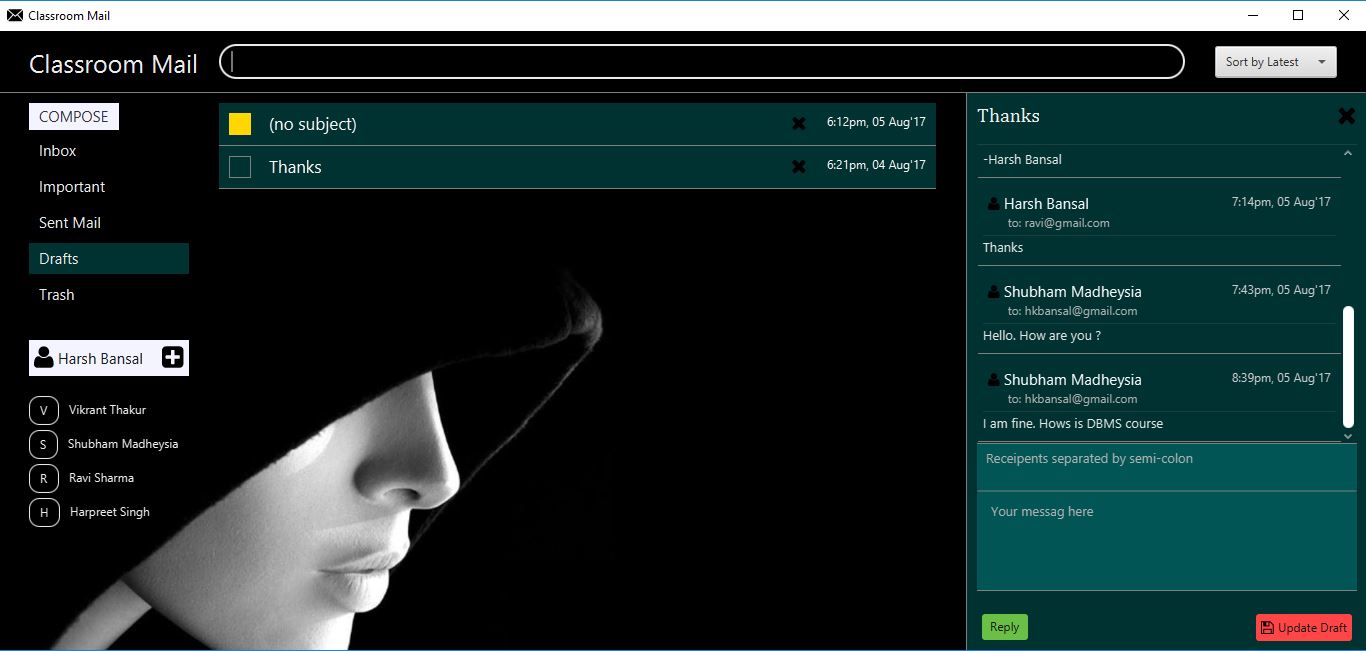 Classroom Mail
Classroom Mail
Sort by Latest
COMPOSE
Inbox
Important
Sent Mail
Drafts
Trash
Harsh Bansal
V Vikrant Thakur
S Shubham Madheysia
R Ravi Sharma
H Harpreet Singh
(no subject) 6:12pm, 05 Aug'17
Thanks 6:21pm, 04 Aug'17
Thanks
-Harsh Bansal
Harsh Bansal 7:14pm, 05 Aug'17
to: ravi@gmail.com
Thanks
Shubham Madheysia 7:43pm, 05 Aug'17
to: hkbansal@gmail.com
Hello. How are you ?
Shubham Madheysia 8:39pm, 05 Aug'17
to: hkbansal@gmail.com
I am fine. Hows is DBMS course
Receipents separated by semi-colon
Your messag here
Reply
Update Draft